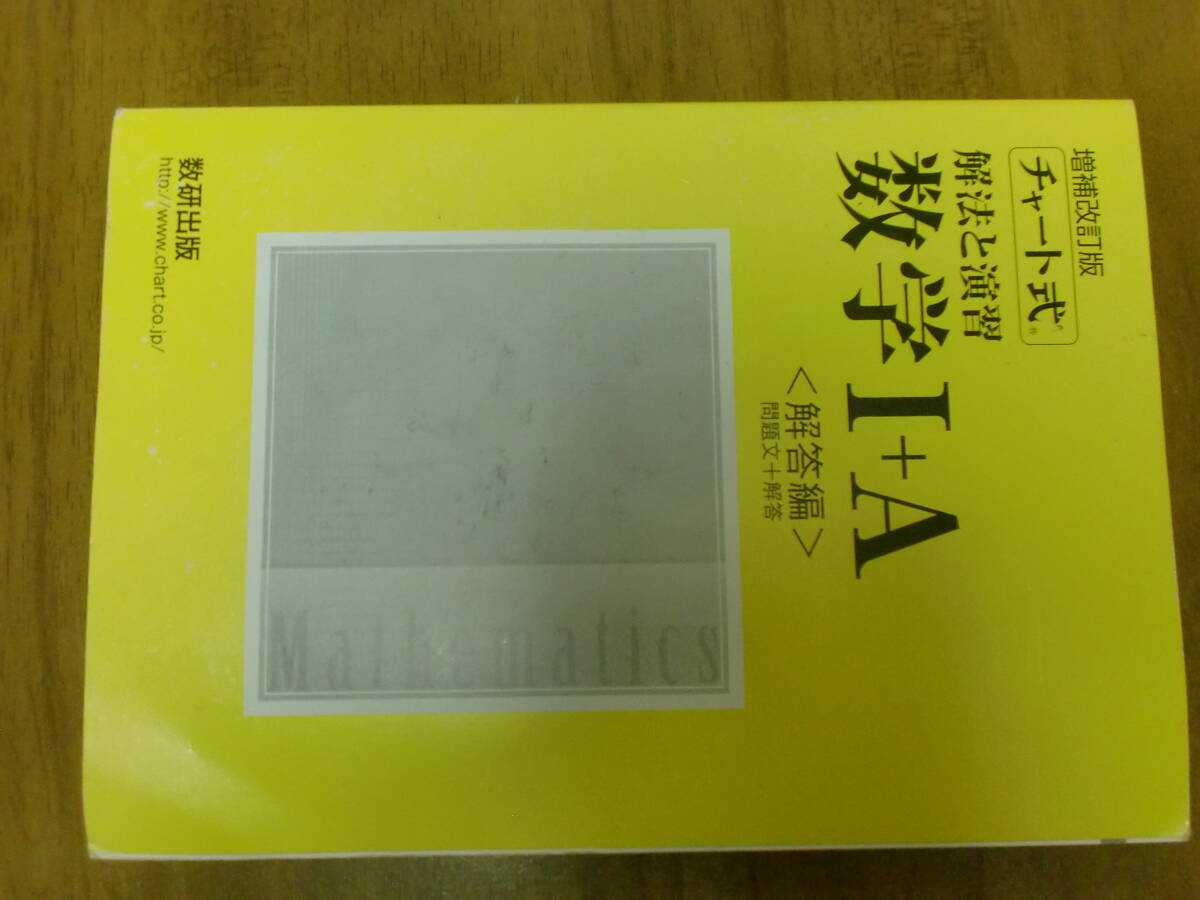 増補改訂版
チャート式®
解法と演習
数学I+A
<解答編>
問題文+解答
Mathematics
数研出版
http://www.chart.co.jp/